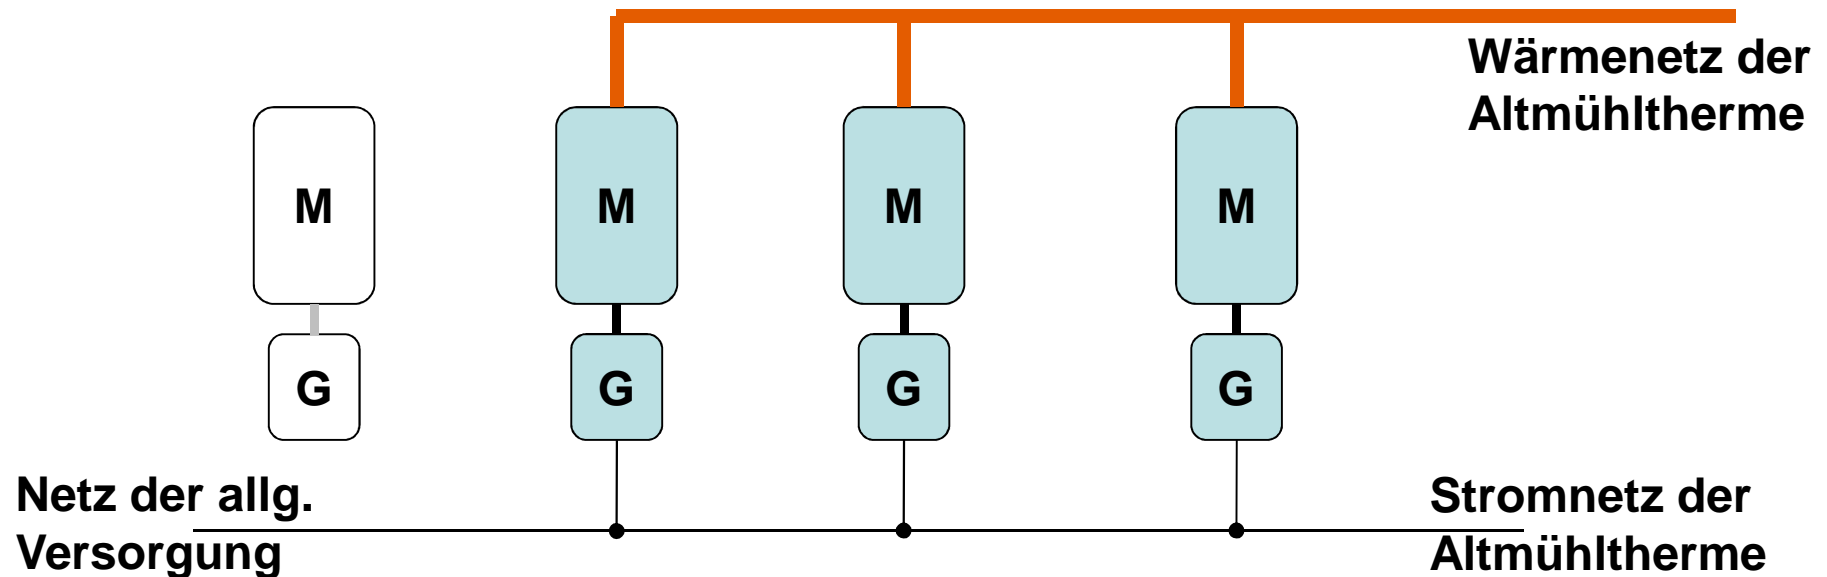 Wärmenetz der
Altmühltherme
M M M M
G G G G
Netz der allg.
Versorgung
Stromnetz der
Altmühltherme